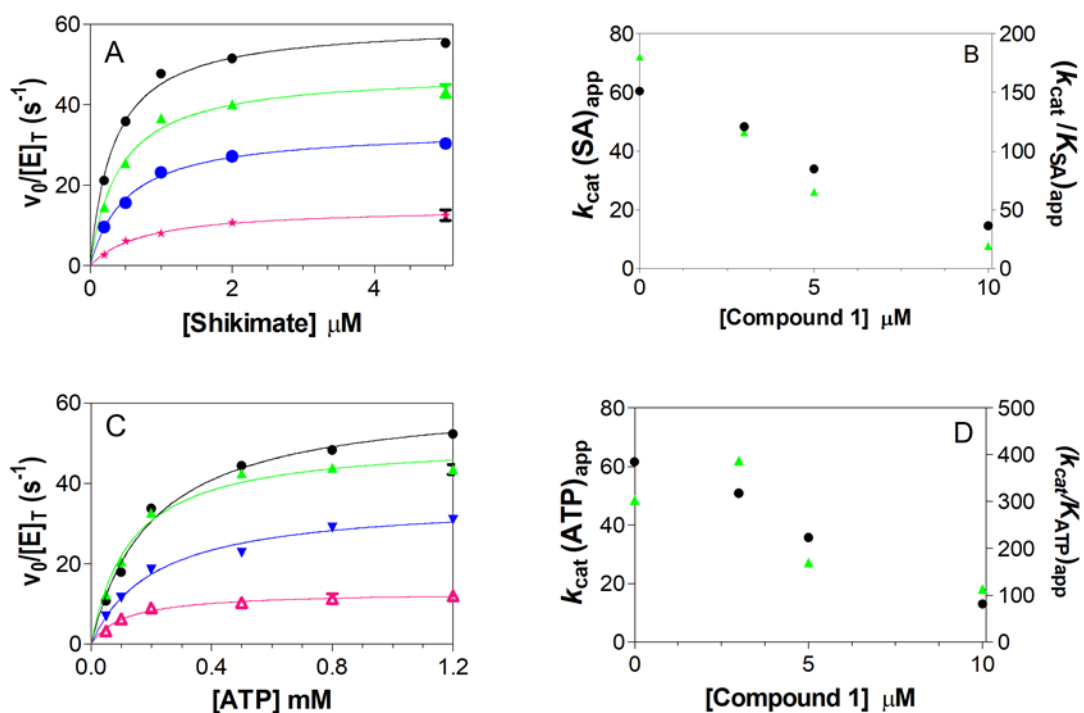 A
60
40
20
0
v₀/[E]T (s⁻¹)
0 2 4
[Shikimate] μM
B
80
60
40
20
0
kcat (SA)app
200
150
100
50
0
(kcat /KSA)app
0 5 10
[Compound 1] μM
C
60
40
20
0
v₀/[E]T (s⁻¹)
0.0 0.4 0.8 1.2
[ATP] mM
D
80
60
40
20
0
kcat (ATP)app
500
400
300
200
100
0
(kcat/KATP)app
0 5 10
[Compound 1] μM